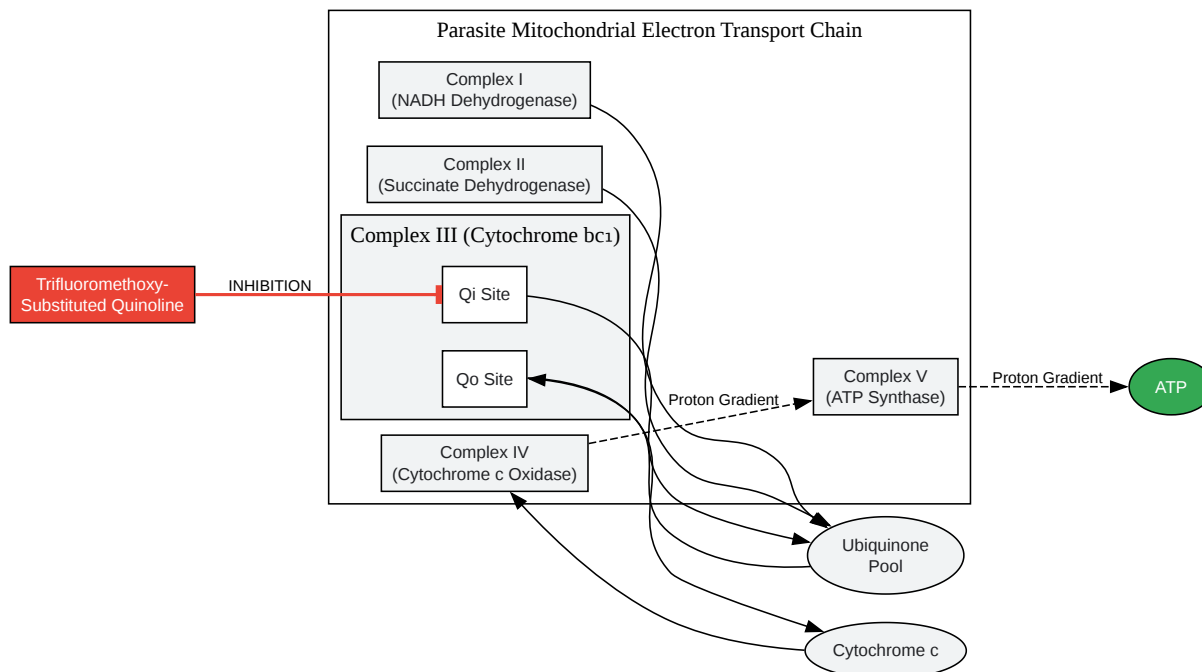 Parasite Mitochondrial Electron Transport Chain
Complex I
(NADH Dehydrogenase)
Complex II
(Succinate Dehydrogenase)
Complex III (Cytochrome bc₁)
Trifluoromethoxy-
Substituted Quinoline
INHIBITION
Qi Site
Qo Site
Complex IV
(Cytochrome c Oxidase)
Proton Gradient
Complex V
(ATP Synthase)
Proton Gradient
ATP
Ubiquinone
Pool
Cytochrome c